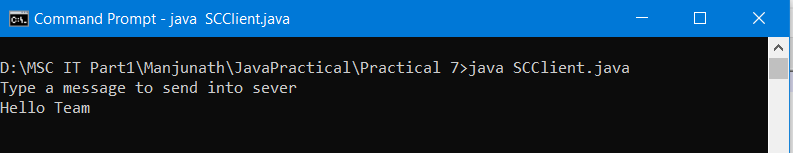 Command Prompt - java  SCClient.java
D:\MSC IT Part1\Manjunath\JavaPractical\Practical 7>java SCClient.java
Type a message to send into sever
Hello Team